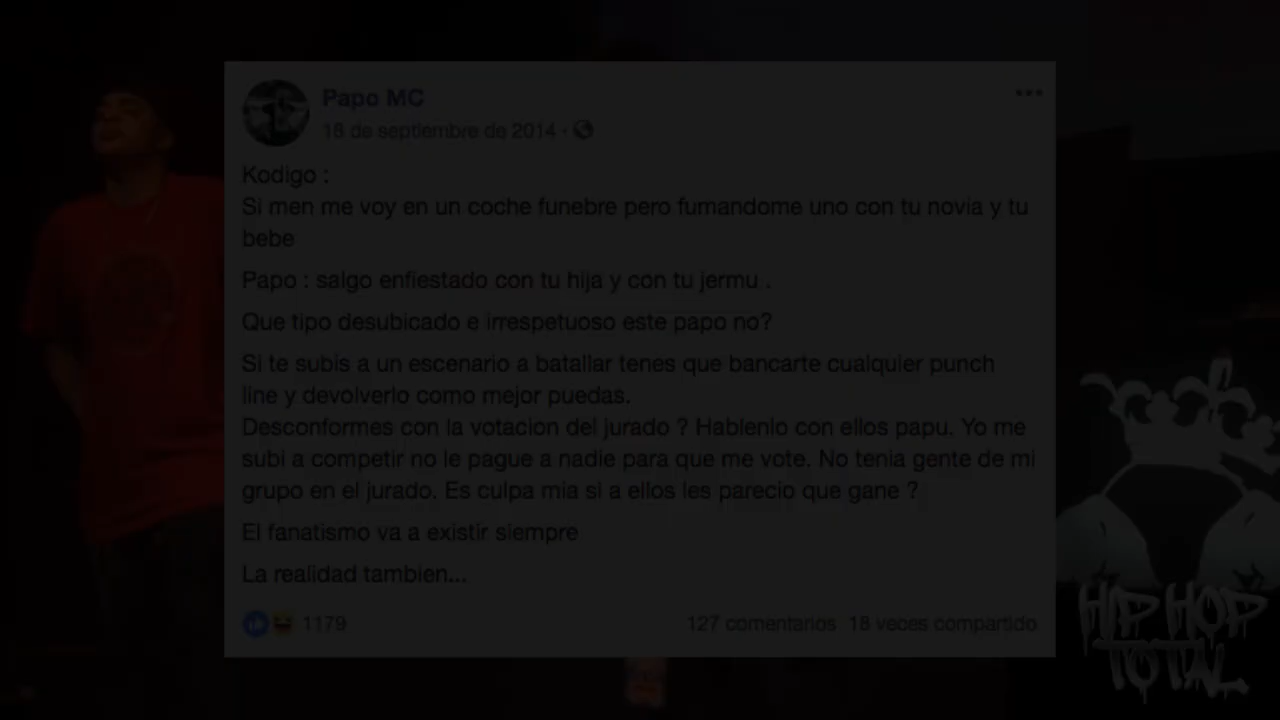 Papo MC
18 de septiembre de 2014 ·
Kodigo :
Si men me voy en un coche funebre pero fumandome uno con tu novia y tu
bebe
Papo : salgo enfiestado con tu hija y con tu jermu .
Que tipo desubicado e irrespetuoso este papo no?
Si te subis a un escenario a batallar tenes que bancarte cualquier punch
line y devolverlo como mejor puedas.
Desconformes con la votacion del jurado ? Hablenlo con ellos papu. Yo me
subi a competir no le pague a nadie para que me vote. No tenia gente de mi
grupo en el jurado. Es culpa mia si a ellos les parecio que gane ?
El fanatismo va a existir siempre
La realidad tambien...
1179
127 comentarios 18 veces compartido
HIP HOP
TOTAL